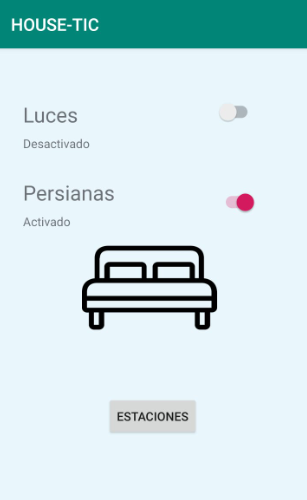 HOUSE-TIC
Luces
Desactivado
Persianas
Activado
ESTACIONES